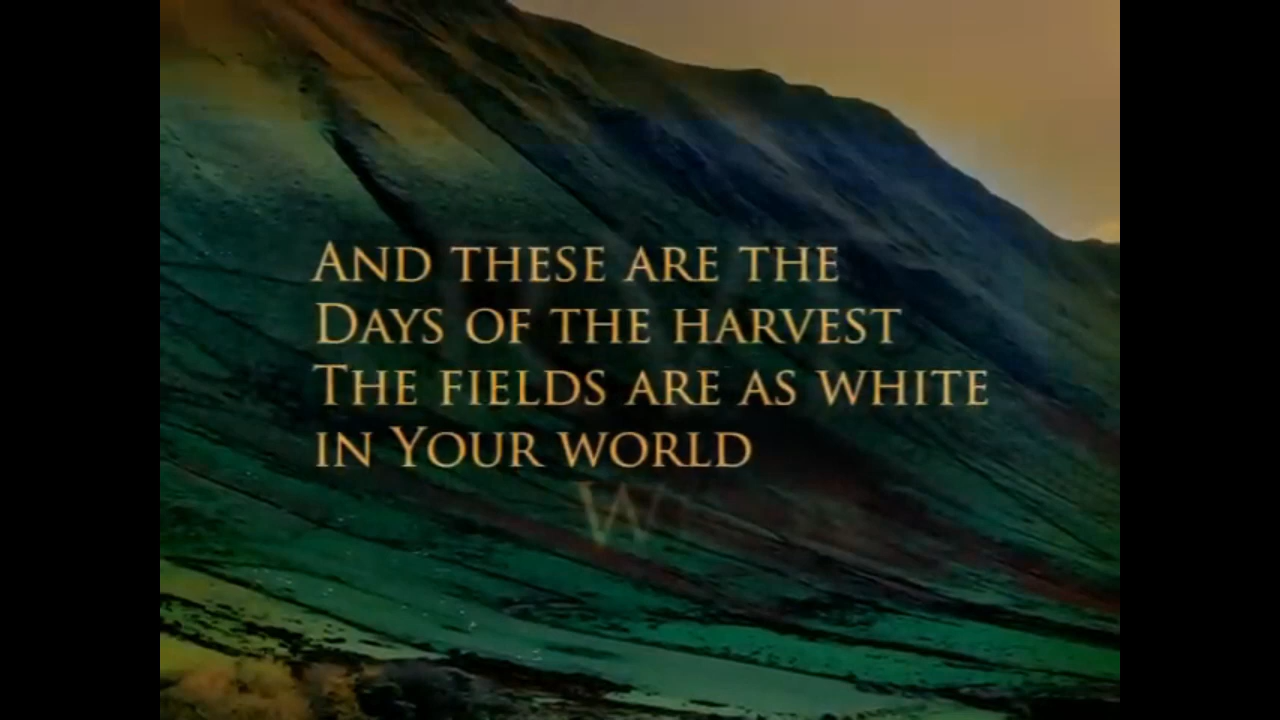 And these are the
Days of the harvest
The fields are as white
in Your world
W